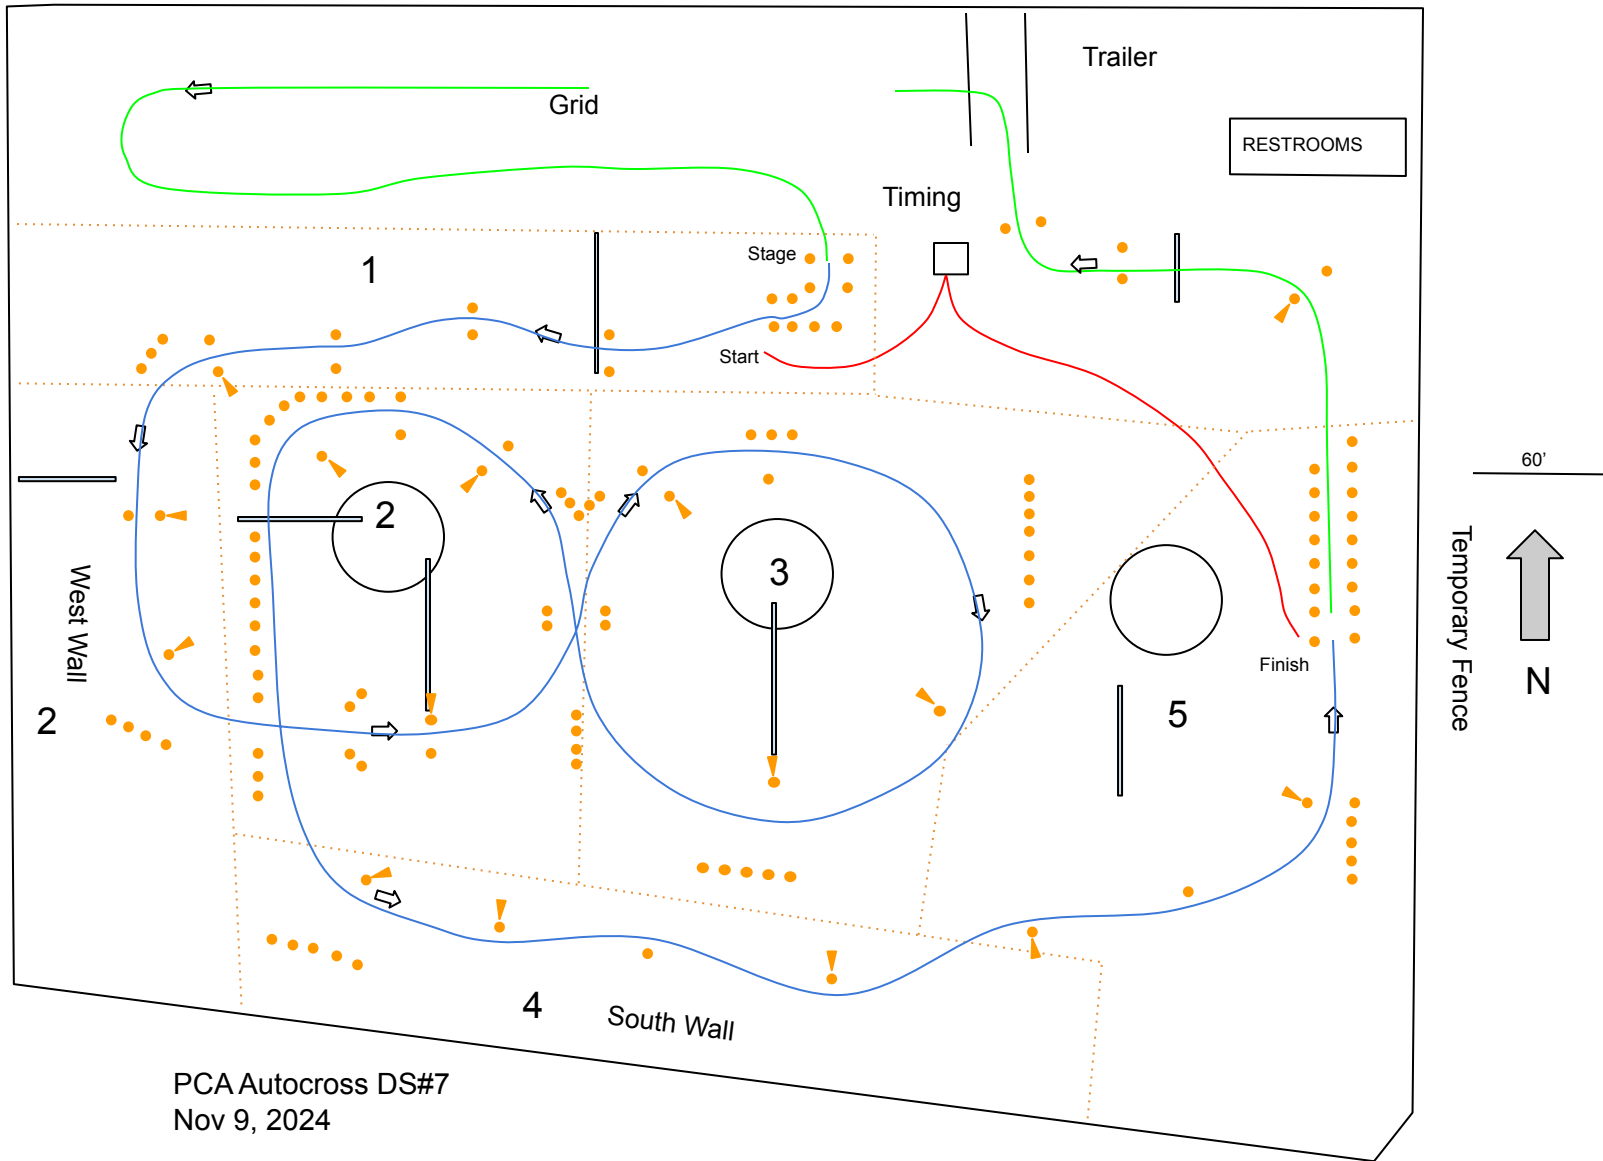 Trailer
Grid
RESTROOMS
Timing
Stage
1
Start
60’
2
3
Temporary Fence
West Wall
Finish
N
2
5
4
South Wall
PCA Autocross DS#7
Nov 9, 2024